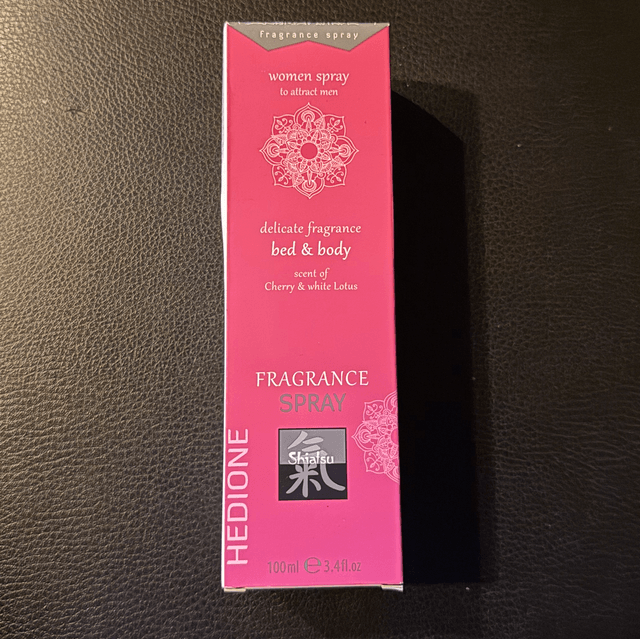 fragrance spray
women spray
to attract men
delicate fragrance
bed & body
scent of
Cherry & white Lotus
FRAGRANCE
SPRAY
氣
Shiatsu
HEDIONE
100ml ℮ 3.4fl.oz